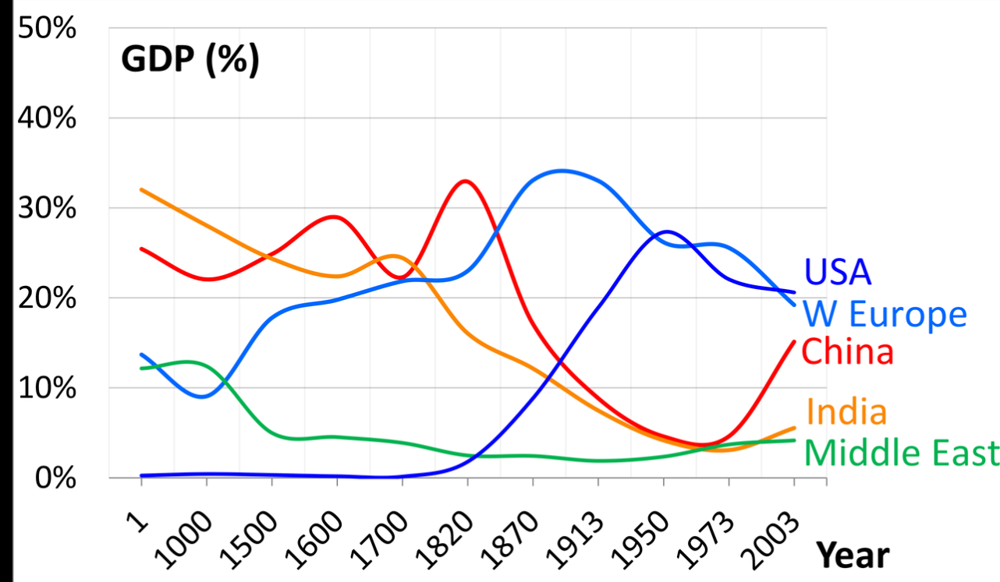 50%
GDP (%)
40%
30%
20%
10%
0%
USA
W Europe
China
India
Middle East
1
1000
1500
1600
1700
1820
1870
1913
1950
1973
2003
Year